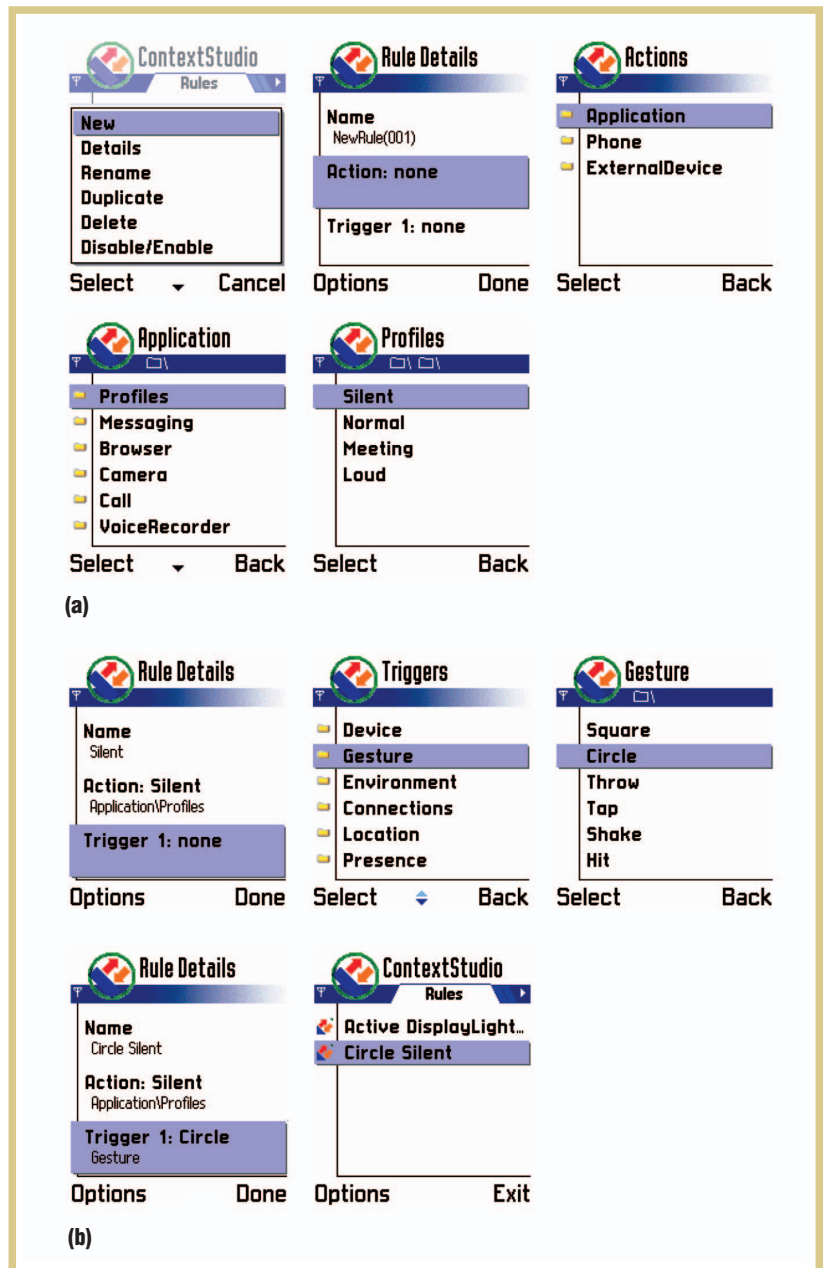 ContextStudio
Rules
New
Details
Rename
Duplicate
Delete
Disable/Enable
Select Cancel
Rule Details
Name
NewRule(001)
Action: none
Trigger 1: none
Options Done
Actions
Application
Phone
ExternalDevice
Select Back
Application
Profiles
Messaging
Browser
Camera
Call
VoiceRecorder
Select Back
Profiles
Silent
Normal
Meeting
Loud
Select Back
(a)
Rule Details
Name
Silent
Action: Silent
Application\Profiles
Trigger 1: none
Options Done
Triggers
Device
Gesture
Environment
Connections
Location
Presence
Select Back
Gesture
Square
Circle
Throw
Tap
Shake
Hit
Select Back
Rule Details
Name
Circle Silent
Action: Silent
Application\Profiles
Trigger 1: Circle
Gesture
Options Done
ContextStudio
Rules
Active DisplayLight...
Circle Silent
Options Exit
(b)